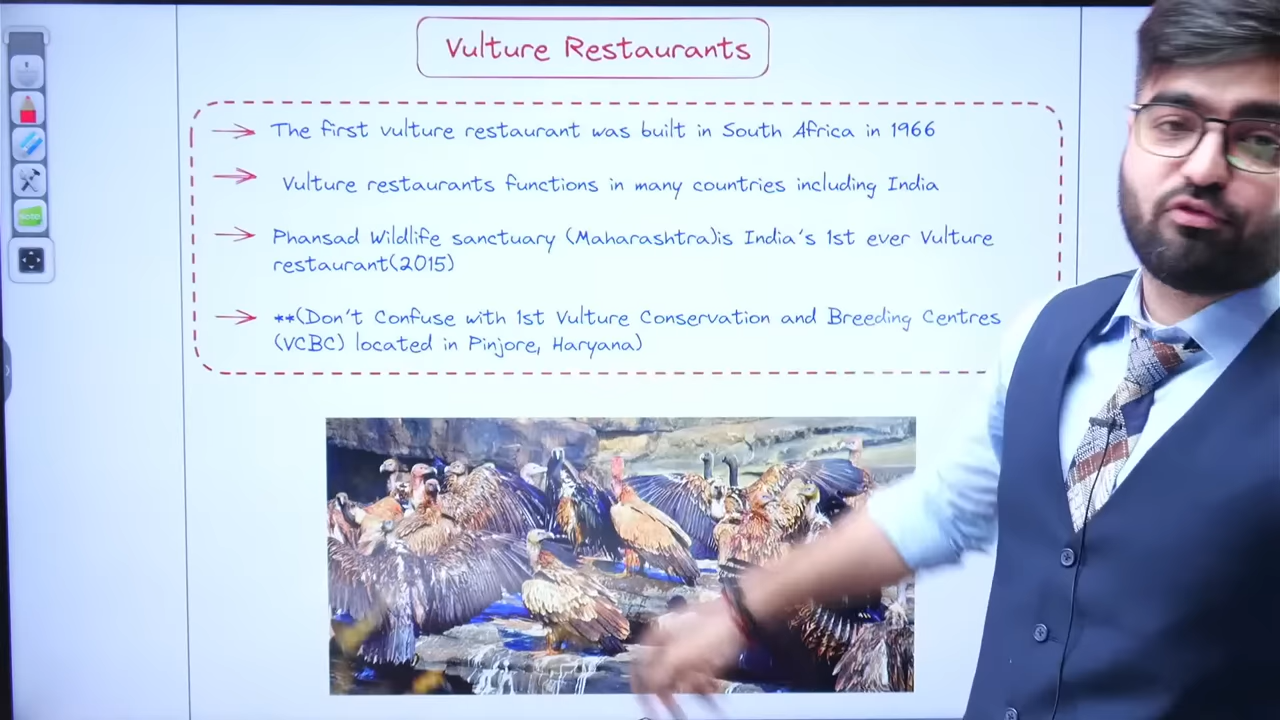 Vulture Restaurants
The first vulture restaurant was built in South Africa in 1966
Vulture restaurants functions in many countries including India
Phansad Wildlife sanctuary (Maharashtra)is India's 1st ever Vulture
restaurant(2015)
**(Don't Confuse with 1st Vulture Conservation and Breeding Centres
(VCBC) located in Pinjore, Haryana)